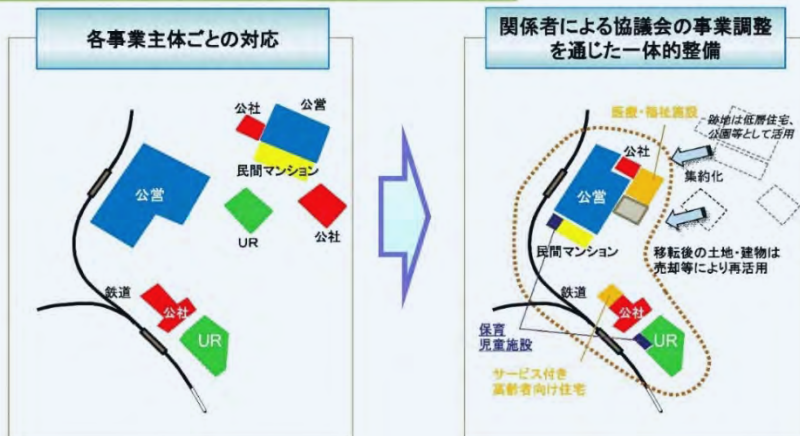 各事業主体ごとの対応
公社
公営
民間マンション
公営
UR
公社
鉄道
公社
UR
関係者による協議会の事業調整
を通じた一体的整備
医療・福祉施設
跡地は低層住宅、
公園等として活用
公社
集約化
公営
民間マンション
移転後の土地・建物は
売却等により再活用
鉄道
公社
保育
児童施設
UR
サービス付き
高齢者向け住宅